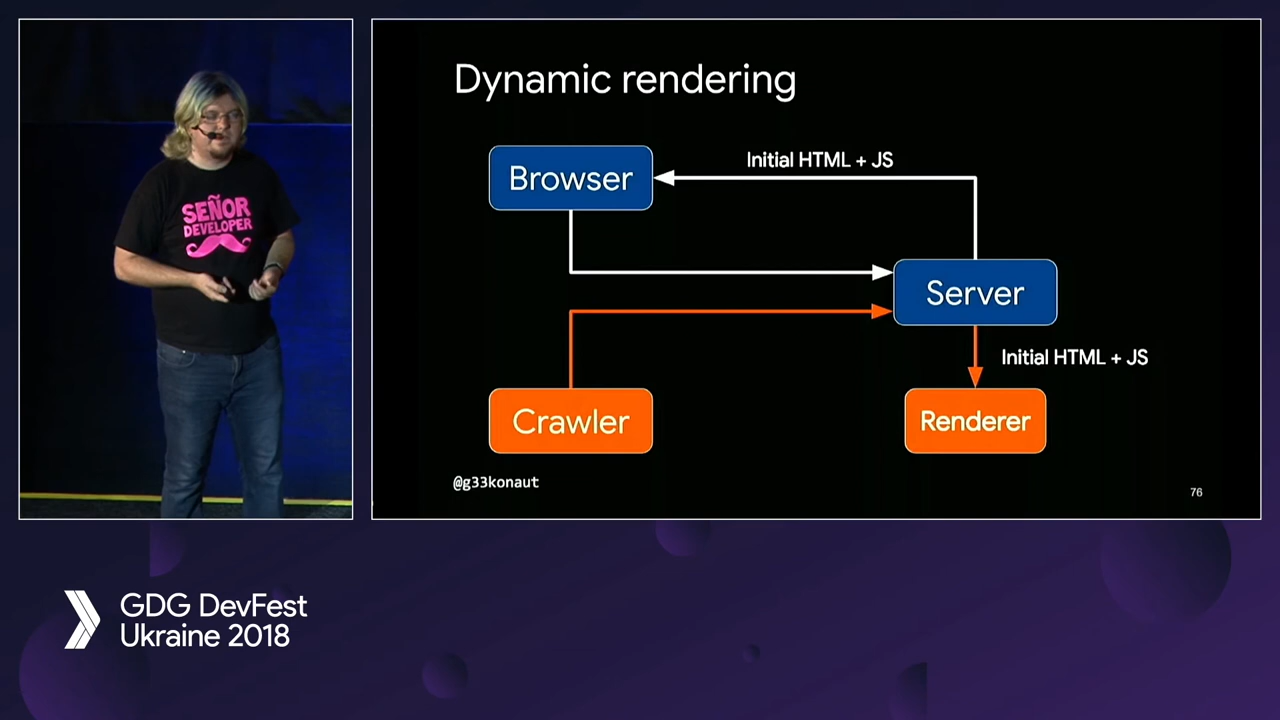 SEÑOR
DEVELOPER
Dynamic rendering
Initial HTML + JS
Browser
Server
Initial HTML + JS
Crawler
Renderer
@g33konaut
76
GDG DevFest
Ukraine 2018